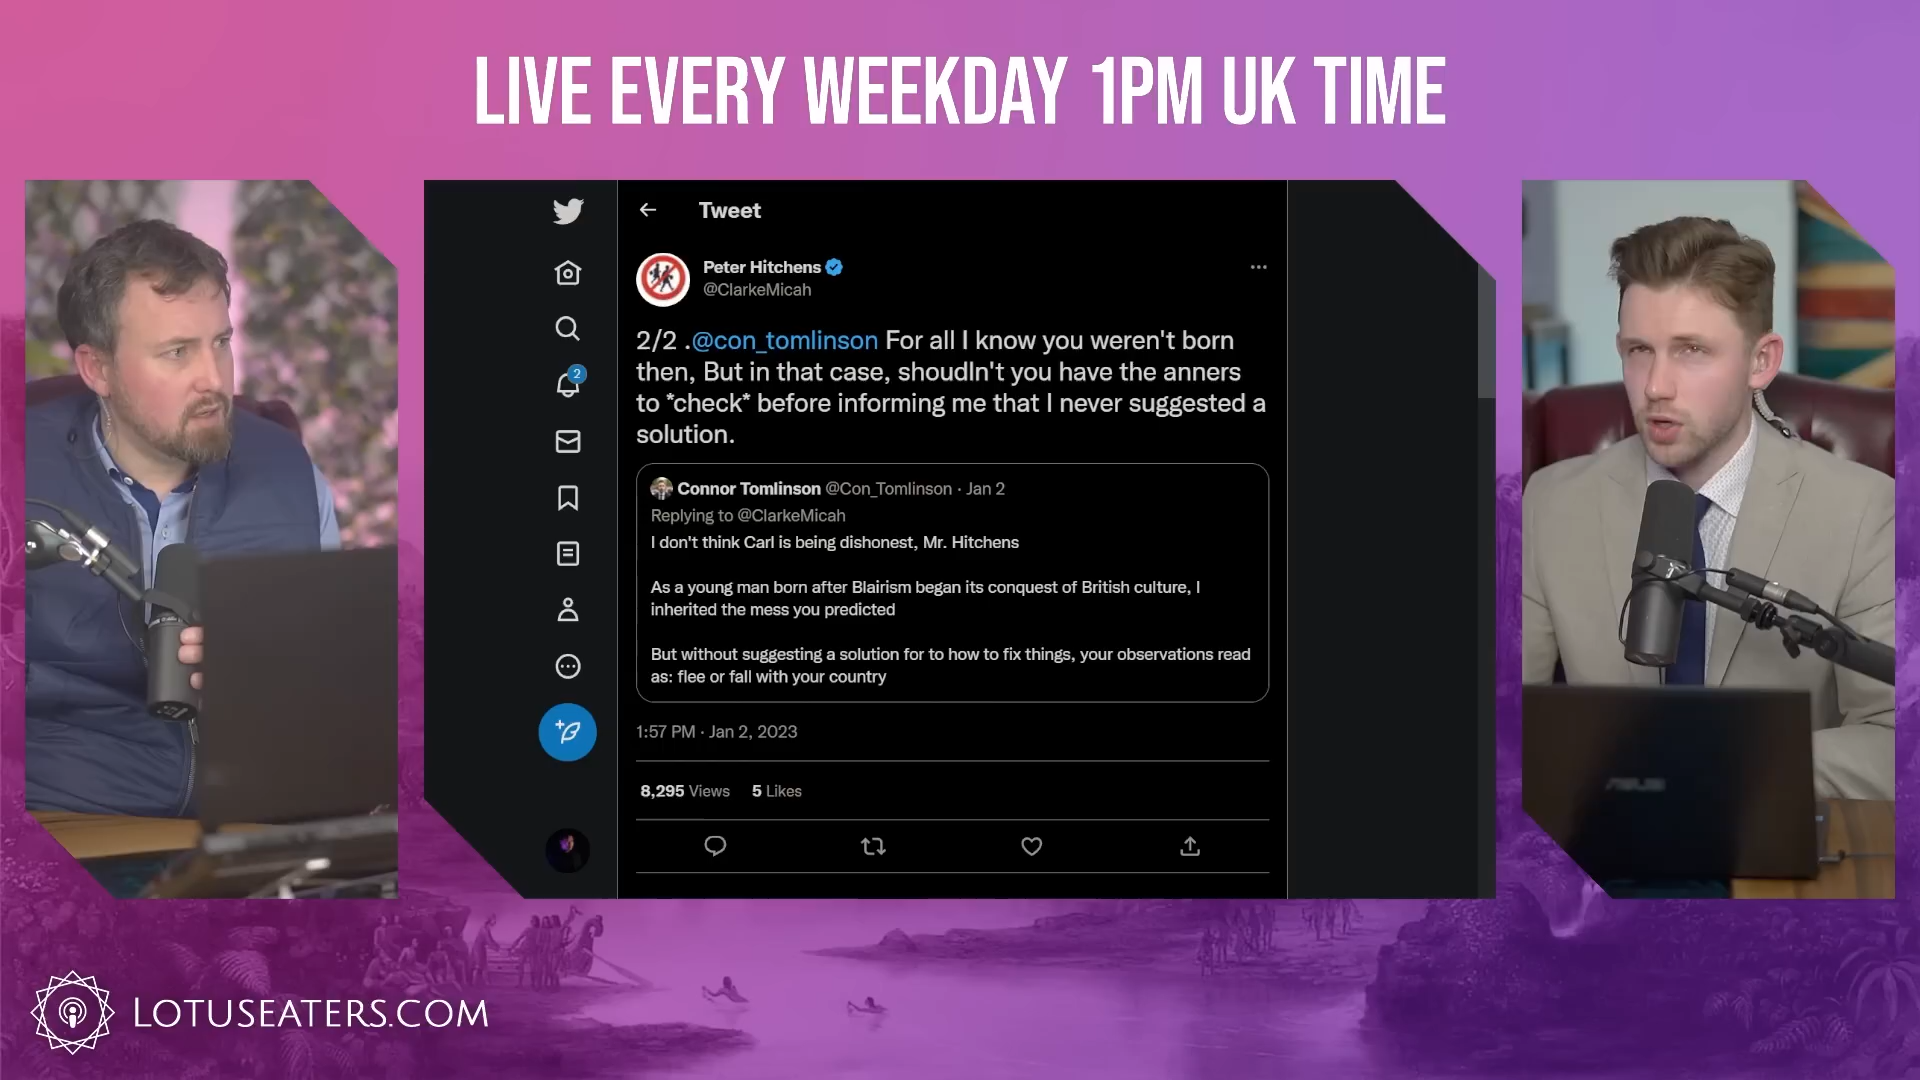 LIVE EVERY WEEKDAY 1PM UK TIME
Tweet
Peter Hitchens
@ClarkeMicah
2/2 .@con_tomlinson For all I know you weren't born
then, But in that case, shoudln't you have the anners
to *check* before informing me that I never suggested a
solution.
Connor Tomlinson @Con_Tomlinson · Jan 2
Replying to @ClarkeMicah
I don't think Carl is being dishonest, Mr. Hitchens
As a young man born after Blairism began its conquest of British culture, I
inherited the mess you predicted
But without suggesting a solution for to how to fix things, your observations read
as: flee or fall with your country
1:57 PM · Jan 2, 2023
8,295 Views 5 Likes
2
ASUS
LOTUSEATERS.COM